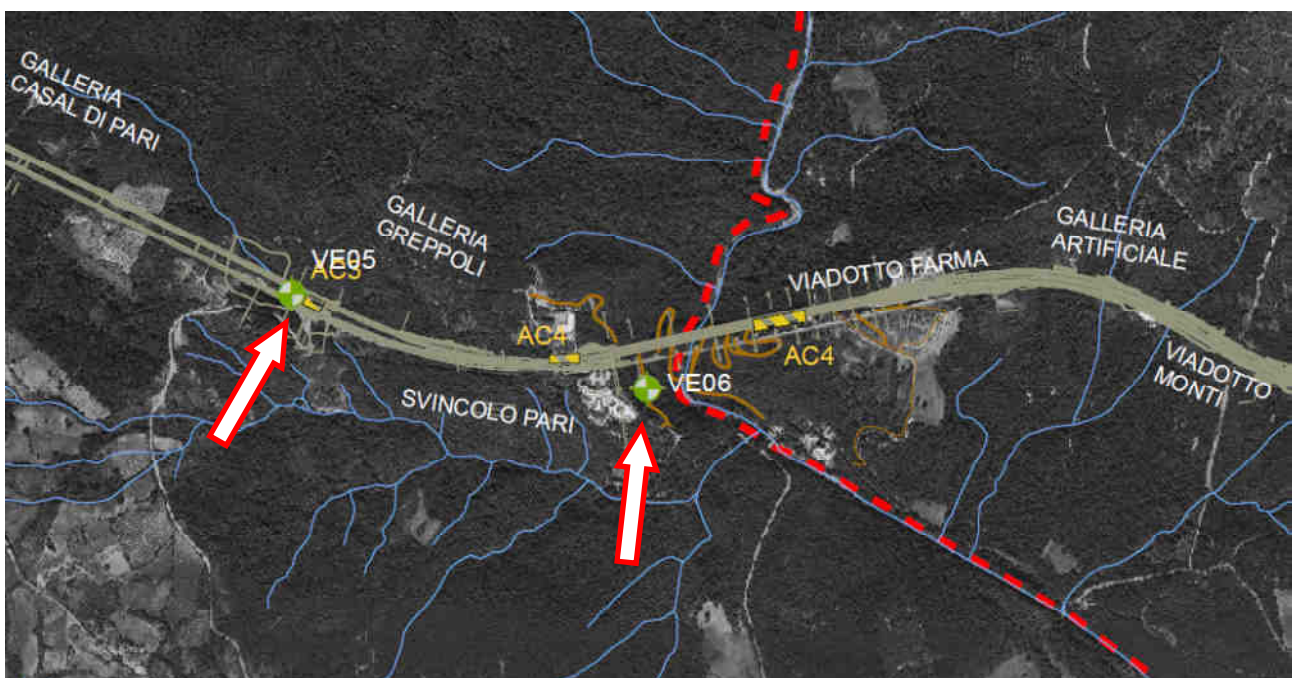 GALLERIA
CASAL DI PARI
VE05
AC3
GALLERIA
GREPPOLI
AC4
SVINCOLO PARI
VE06
VIADOTTO FARMA
AC4
GALLERIA
ARTIFICIALE
VIADOTTO
MONTI